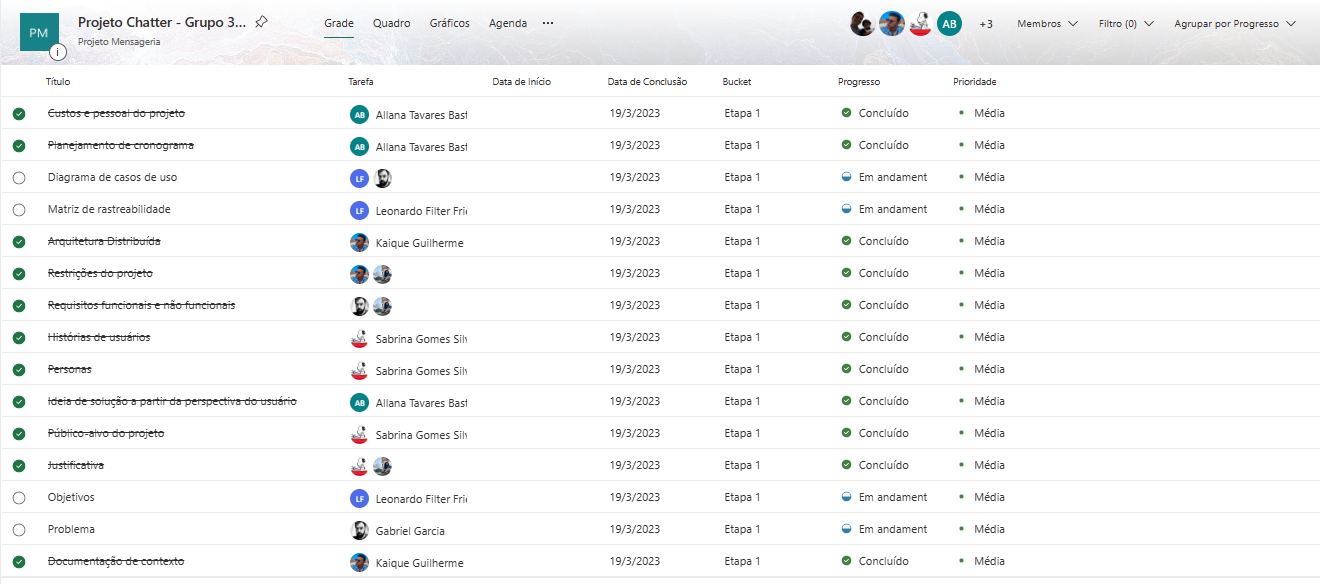 PM Projeto Chatter - Grupo 3... Grade Quadro Gráficos Agenda ··· AB +3 Membros Filtro (0) Agrupar por Progresso
Projeto Mensageria
Título Tarefa Data de Início Data de Conclusão Bucket Progresso Prioridade
Custos e pessoal do projeto AB Allana Tavares Bast 19/3/2023 Etapa 1 Concluído Média
Planejamento de cronograma AB Allana Tavares Bast 19/3/2023 Etapa 1 Concluído Média
Diagrama de casos de uso LF 19/3/2023 Etapa 1 Em andament Média
Matriz de rastreabilidade LF Leonardo Filter Frie 19/3/2023 Etapa 1 Em andament Média
Arquitetura Distribuída Kaique Guilherme 19/3/2023 Etapa 1 Concluído Média
Restrições do projeto 19/3/2023 Etapa 1 Concluído Média
Requisitos funcionais e não funcionais 19/3/2023 Etapa 1 Concluído Média
Histórias de usuários Sabrina Gomes Silv 19/3/2023 Etapa 1 Concluído Média
Personas Sabrina Gomes Silv 19/3/2023 Etapa 1 Concluído Média
Ideia de solução a partir da perspectiva do usuário AB Allana Tavares Bast 19/3/2023 Etapa 1 Concluído Média
Público-alvo do projeto Sabrina Gomes Silv 19/3/2023 Etapa 1 Concluído Média
Justificativa 19/3/2023 Etapa 1 Concluído Média
Objetivos LF Leonardo Filter Frie 19/3/2023 Etapa 1 Em andament Média
Problema Gabriel Garcia 19/3/2023 Etapa 1 Em andament Média
Documentação de contexto Kaique Guilherme 19/3/2023 Etapa 1 Concluído Média